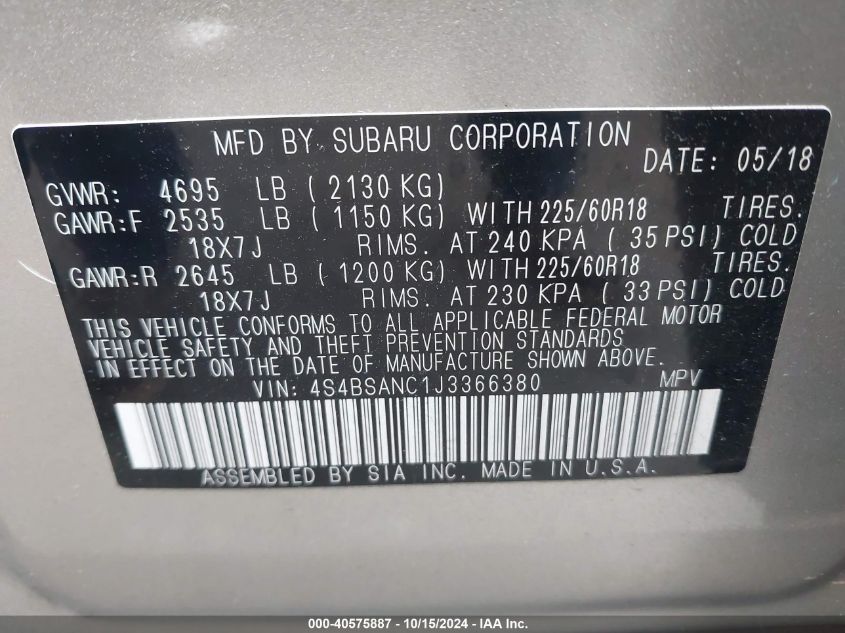 MFD BY SUBARU CORPORATION
DATE: 05/18
GVWR: 4695 LB ( 2130 KG)
GAWR:F 2535 LB ( 1150 KG) WITH 225/60R18 TIRES.
18X7J RIMS. AT 240 KPA ( 35 PSI) COLD
GAWR:R 2645 LB ( 1200 KG) WITH 225/60R18 TIRES.
18X7J RIMS. AT 230 KPA ( 33 PSI) COLD
THIS VEHICLE CONFORMS TO ALL APPLICABLE FEDERAL MOTOR
VEHICLE SAFETY AND THEFT PREVENTION STANDARDS
IN EFFECT ON THE DATE OF MANUFACTURE SHOWN ABOVE.
VIN: 4S4BSANC1J3366380 MPV
ASSEMBLED BY SIA INC. MADE IN U.S.A.
000-40575887 - 10/15/2024 - IAA Inc.